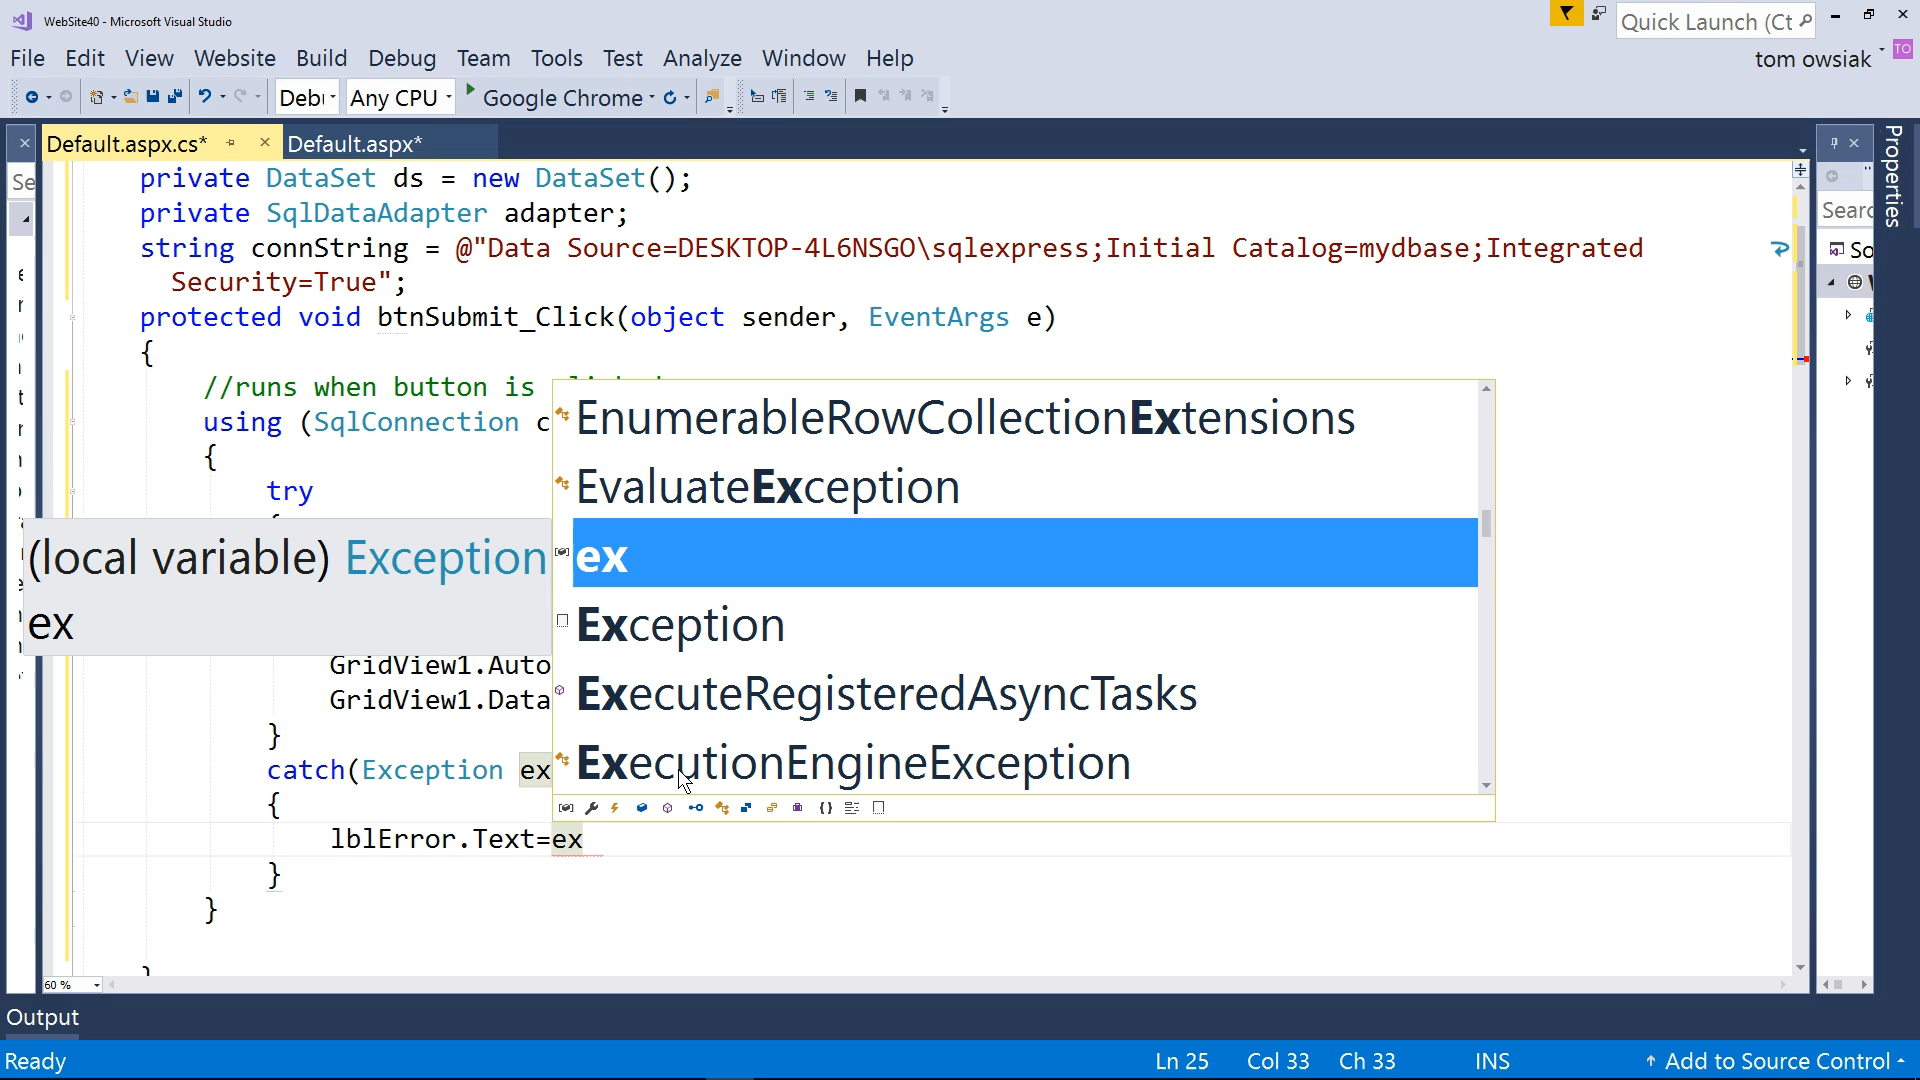 WebSite40 - Microsoft Visual Studio
Quick Launch (Ct
File Edit View Website Build Debug Team Tools Test Analyze Window Help
tom owsiak
TO
Any CPU
Google Chrome
Default.aspx.cs*
Default.aspx*
Properties
private DataSet ds = new DataSet();
private SqlDataAdapter adapter;
string connString = @"Data Source=DESKTOP-4L6NSGO\sqlexpress;Initial Catalog=mydbase;Integrated
Security=True";
protected void btnSubmit_Click(object sender, EventArgs e)
{
//runs when button is
using (SqlConnection c
{
try
EnumerableRowCollectionExtensions
EvaluateException
ex
Exception
ExecuteRegisteredAsyncTasks
ExecutionEngineException
(local variable) Exception
ex
GridView1.Auto
GridView1.Data
}
catch(Exception ex
{
lblError.Text=ex
}
}
60 %
Output
Ready
Ln 25 Col 33 Ch 33 INS
Add to Source Control